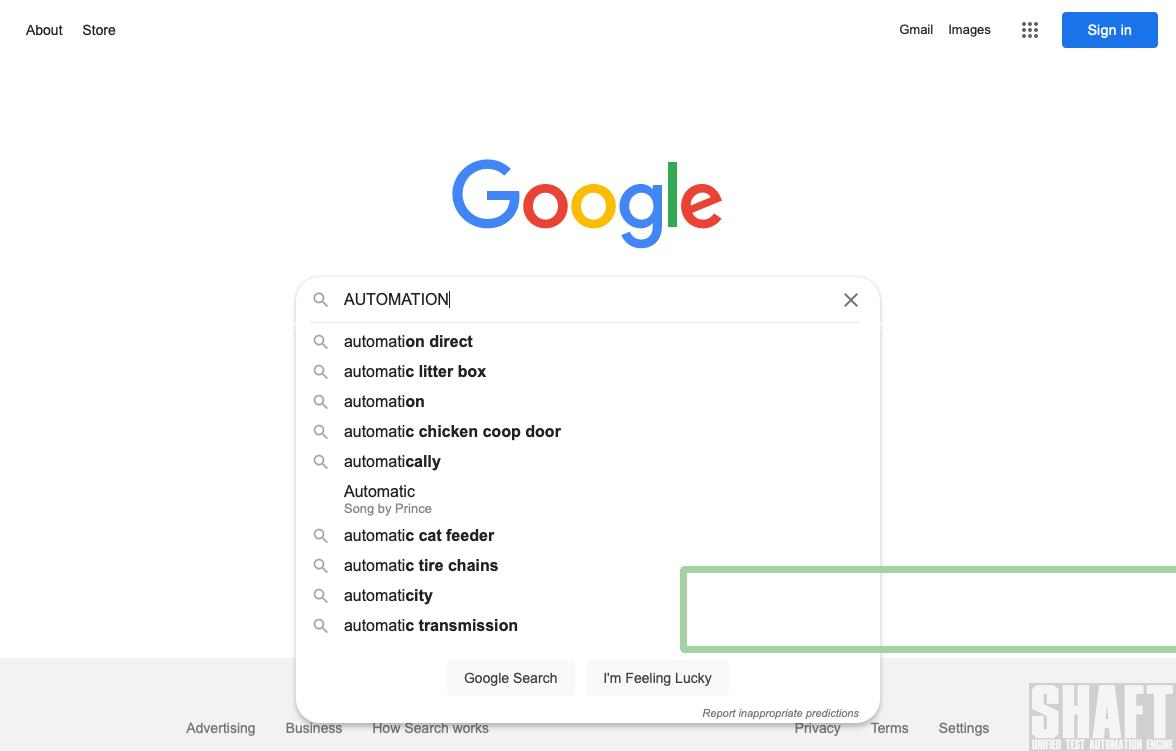 About Store Gmail Images Sign in
Google
AUTOMATION
automation direct
automatic litter box
automation
automatic chicken coop door
automatically
Automatic
Song by Prince
automatic cat feeder
automatic tire chains
automaticity
automatic transmission
Google Search I'm Feeling Lucky
Report inappropriate predictions
Advertising Business How Search works Privacy Terms Settings
SHAFT
UNIFIED TEST AUTOMATION ENGINE